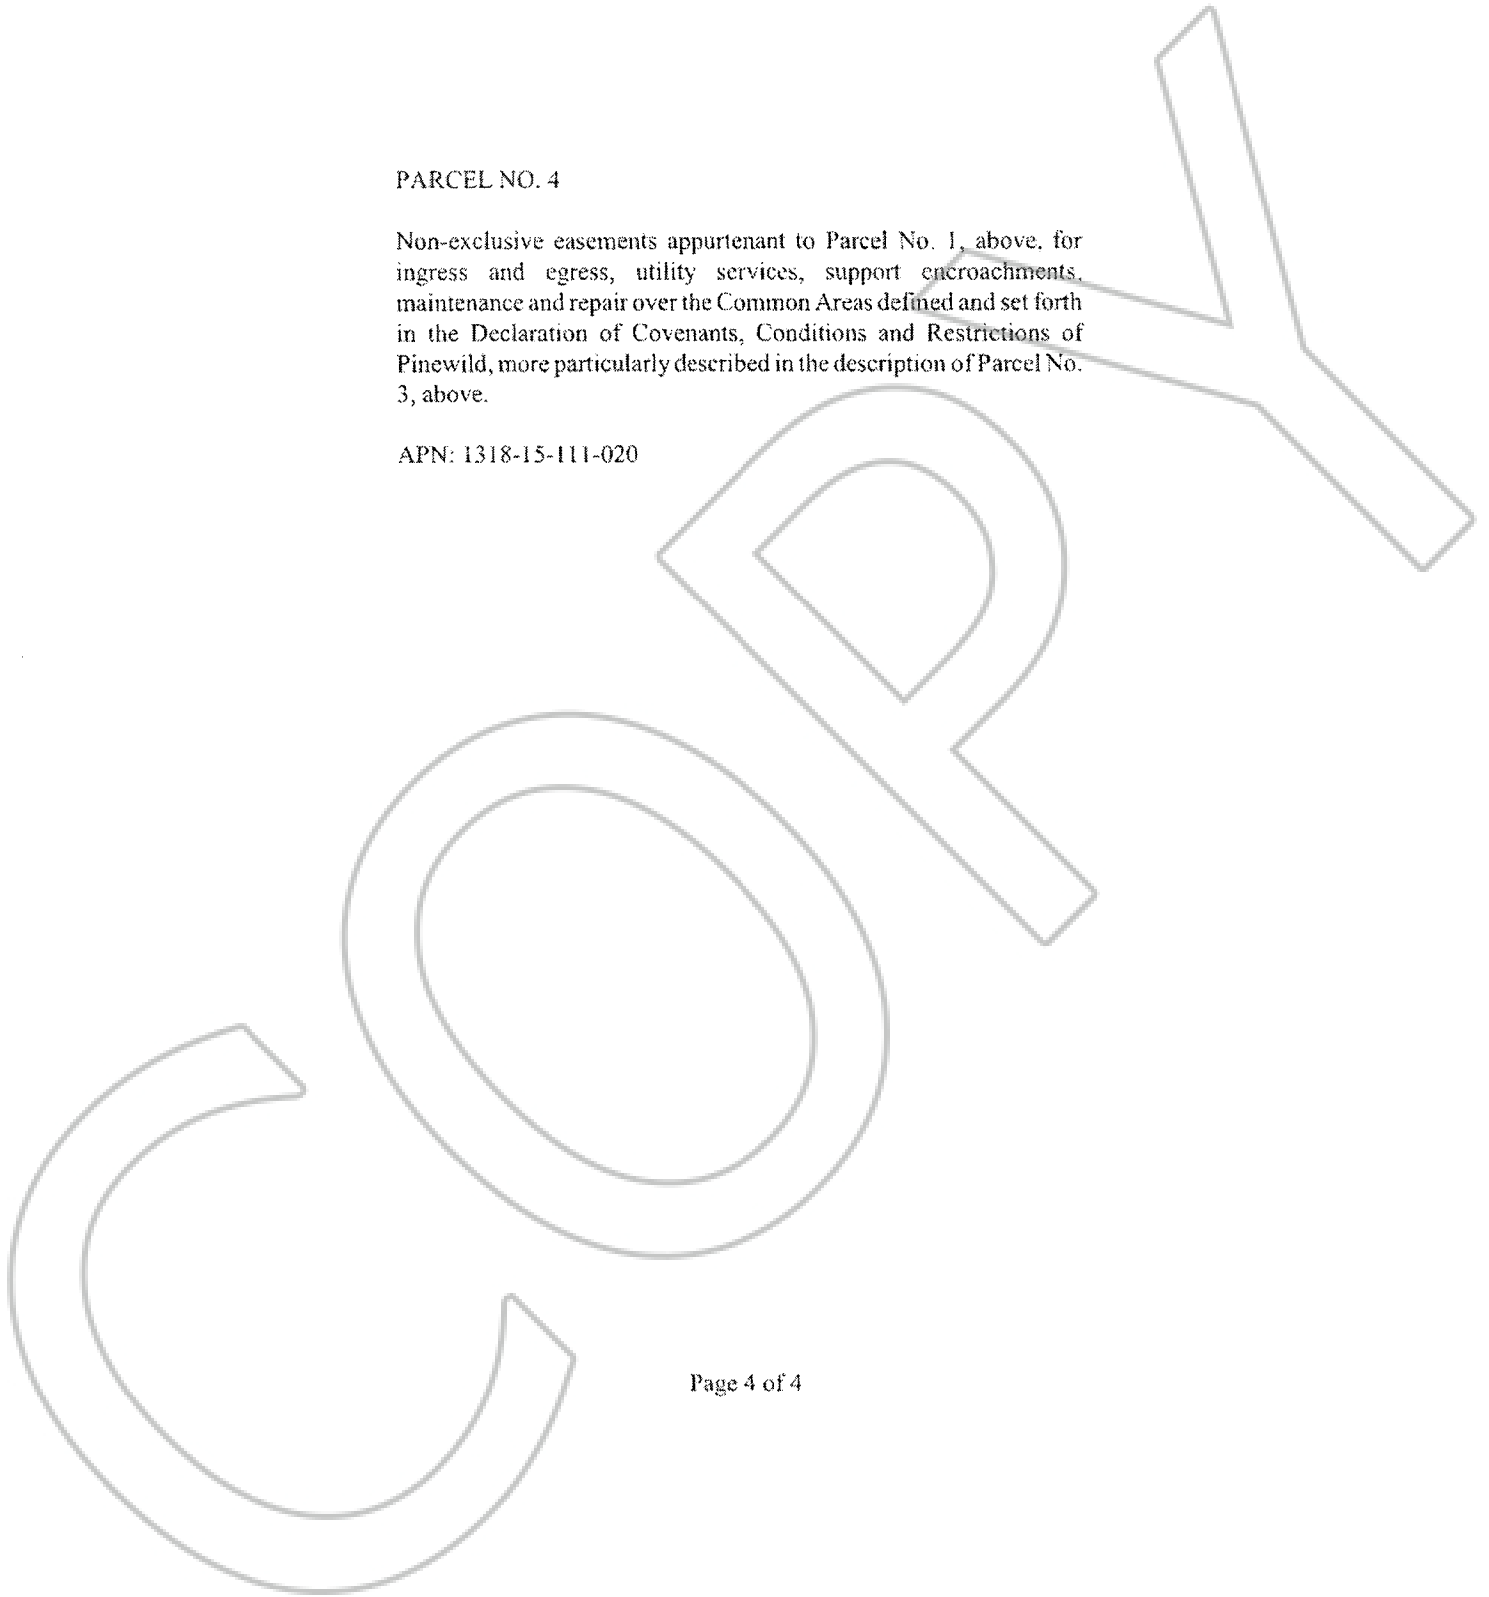 PARCEL NO. 4
Non-exclusive easements appurtenant to Parcel No. 1, above, for
ingress and egress, utility services, support encroachments,
maintenance and repair over the Common Areas defined and set forth
in the Declaration of Covenants, Conditions and Restrictions of
Pinewild, more particularly described in the description of Parcel No.
3, above.
APN: 1318-15-111-020
COPY
Page 4 of 4